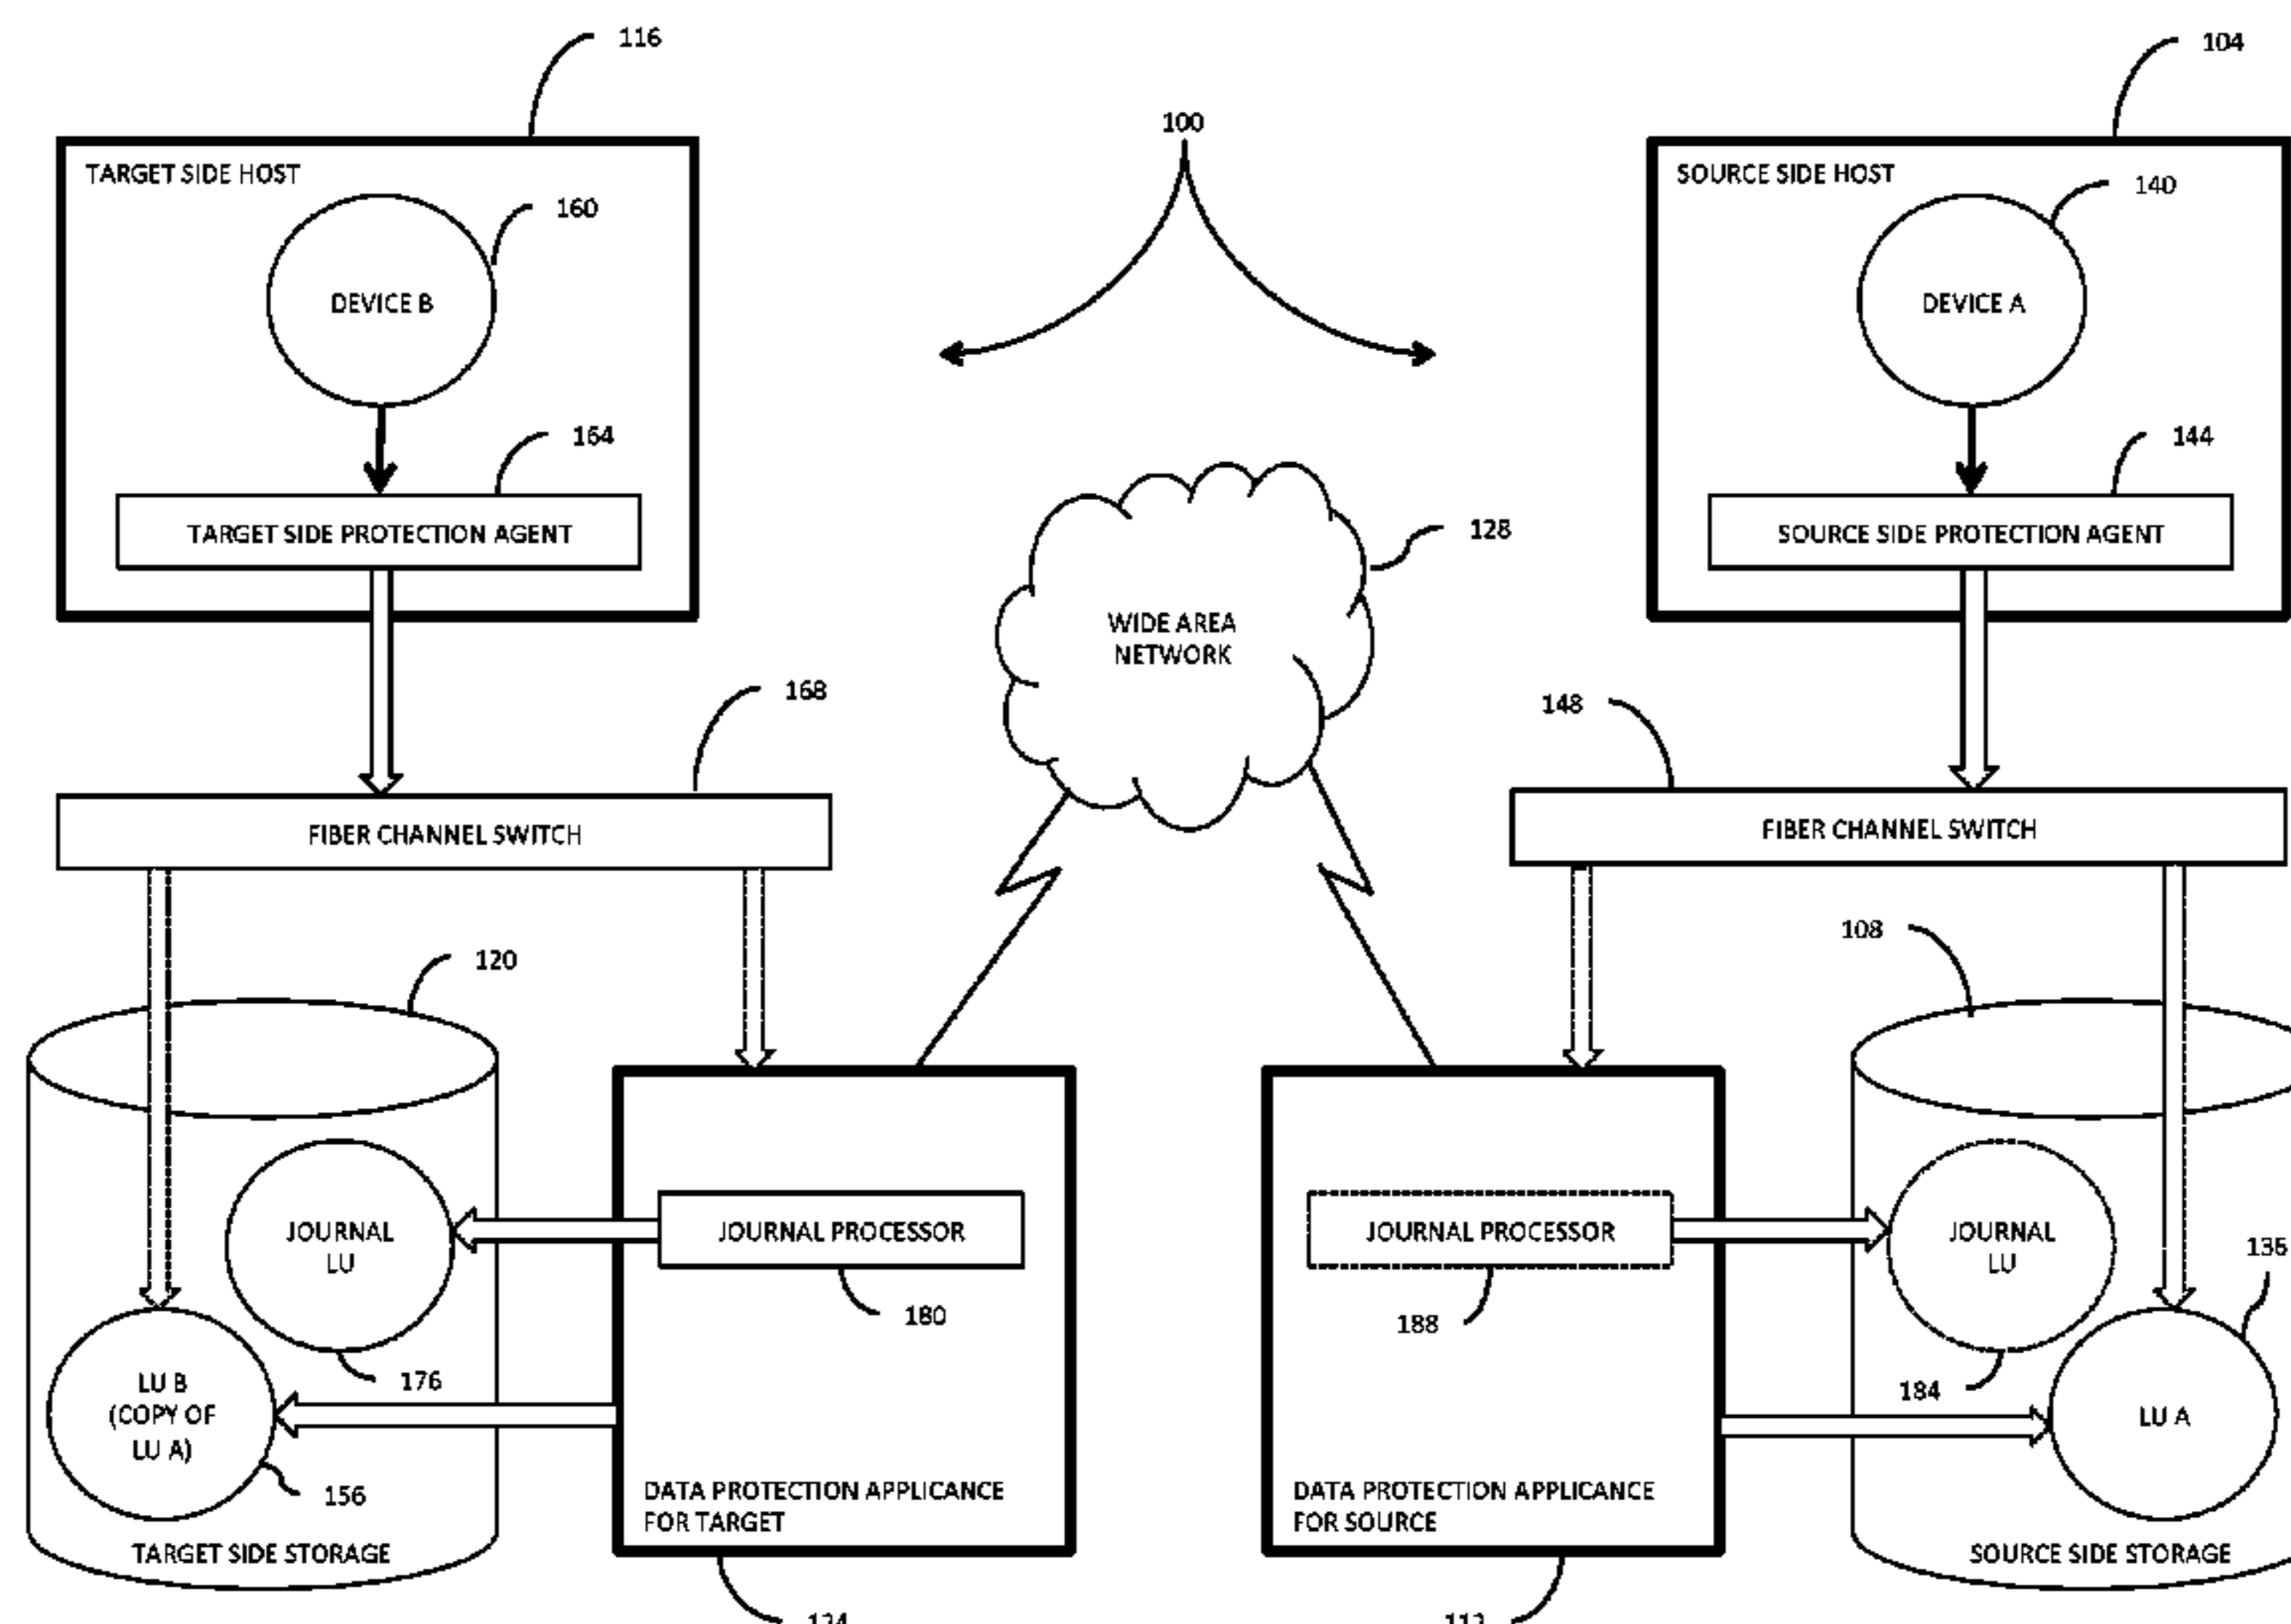 116
104
100
TARGET SIDE HOST
SOURCE SIDE HOST
160
140
DEVICE B
DEVICE A
164
144
TARGET SIDE PROTECTION AGENT
SOURCE SIDE PROTECTION AGENT
128
WIDE AREA
NETWORK
168
148
FIBER CHANNEL SWITCH
FIBER CHANNEL SWITCH
120
108
JOURNAL
LU
JOURNAL PROCESSOR
JOURNAL PROCESSOR
JOURNAL
LU
136
180
188
176
184
LU B
(COPY OF
LU A)
LU A
156
DATA PROTECTION APPLICANCE
FOR TARGET
DATA PROTECTION APPLICANCE
FOR SOURCE
TARGET SIDE STORAGE
SOURCE SIDE STORAGE